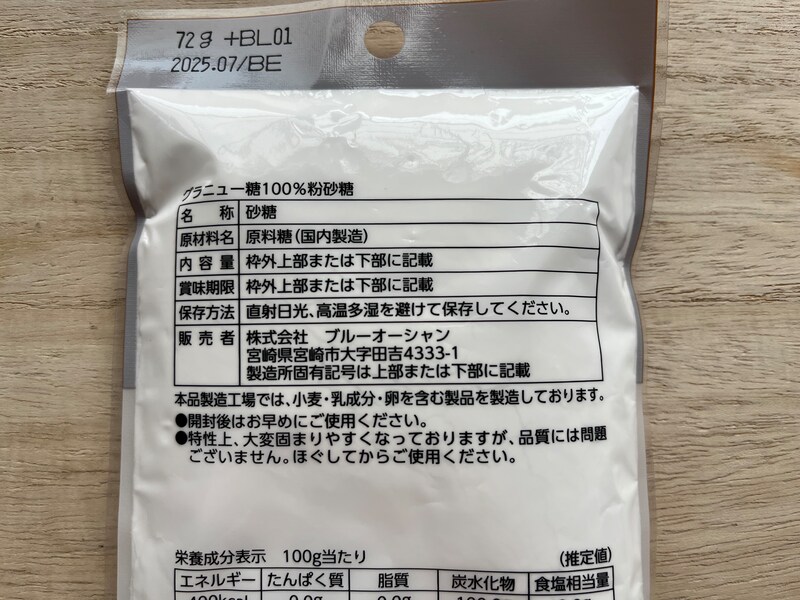 72g +BL01
2025.07/BE
グラニュー糖100%粉砂糖
名称 砂糖
原材料名 原料糖(国内製造)
内容量 枠外上部または下部に記載
賞味期限 枠外上部または下部に記載
保存方法 直射日光、高温多湿を避けて保存してください。
販売者 株式会社 ブルーオーシャン
宮崎県宮崎市大字田吉4333-1
製造所固有記号は上部または下部に記載
本品製造工場では、小麦・乳成分・卵を含む製品を製造しております。
●開封後はお早めにご使用ください。
●特性上、大変固まりやすくなっておりますが、品質には問題
ございません。ほぐしてからご使用ください。
栄養成分表示 100g当たり (推定値)
エネルギー たんぱく質 脂質 炭水化物 食塩相当量